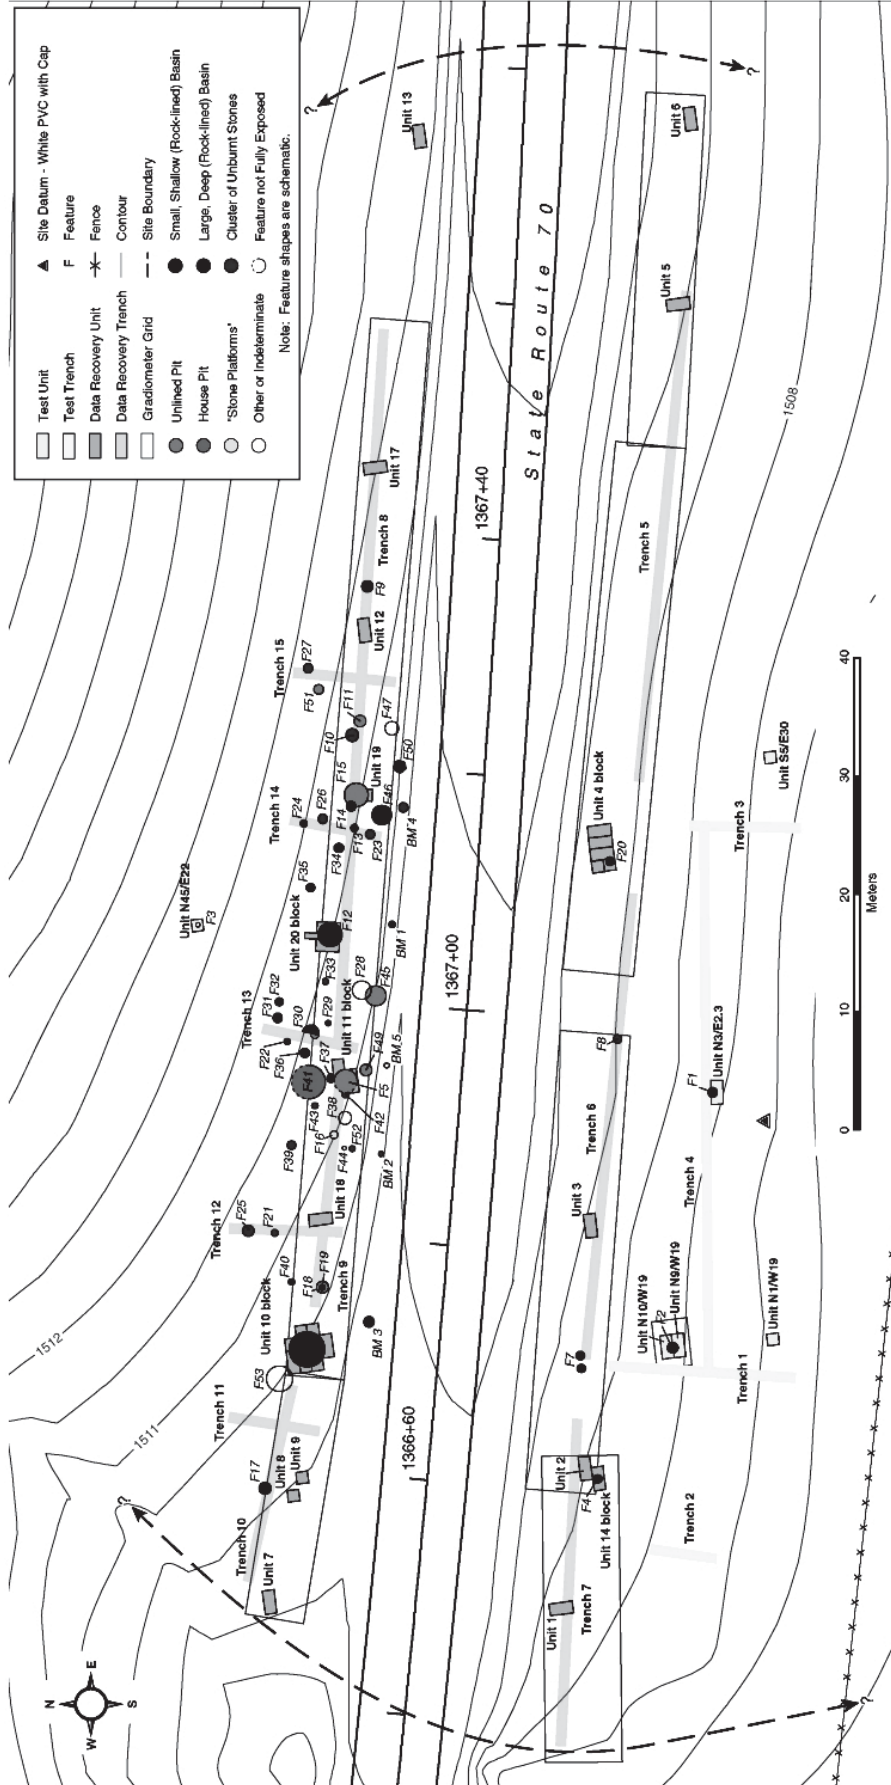 Test Unit
Test Trench
Data Recovery Unit
Data Recovery Trench
Gradiometer Grid
Unlined Pit
House Pit
'Stone Platforms'
Other or Indeterminate
Site Datum - White PVC with Cap
F Feature
Fence
Contour
Site Boundary
Small, Shallow (Rock-lined) Basin
Large, Deep (Rock-lined) Basin
Cluster of Unburnt Stones
Feature not Fully Exposed
Note: Feature shapes are schematic.
N
W
E
S
?
?
?
?
1512
1511
1508
Unit 7
Trench 10
F17
Unit 8
Unit 9
Trench 11
F53
Unit 10 block
F40
F18
F19
Trench 9
BM 3
Trench 12
F25
F21
Unit 18
F39
F43
F16
F38
F44
F52
F42
BM 2
F41
F36
F22
F37
F5
F49
BM 5
Trench 13
F31
F32
F30
F29
F33
Unit 11 block
F28
F45
Unit N45/E22
F3
Unit 20 block
F12
BM 1
F35
F34
Trench 14
F24
F26
F14
F13
F23
F15
Unit 19
F46
BM 4
F50
F47
F10
F11
F51
Trench 15
F27
Unit 12
F9
Trench 8
Unit 17
Unit 13
State Route 70
1366+60
1367+00
1367+40
Unit 1
Trench 7
Unit 2
F4
Unit 14 block
F7
Unit 3
Trench 6
F8
Unit 4 block
F20
Trench 5
Unit 5
Unit 6
Trench 2
Trench 1
Unit N10/W19
F2
Unit N9/W19
Unit N1/W19
Trench 4
F1
Unit N3/E2.3
Trench 3
Unit S5/E30
0
10
20
30
40
Meters